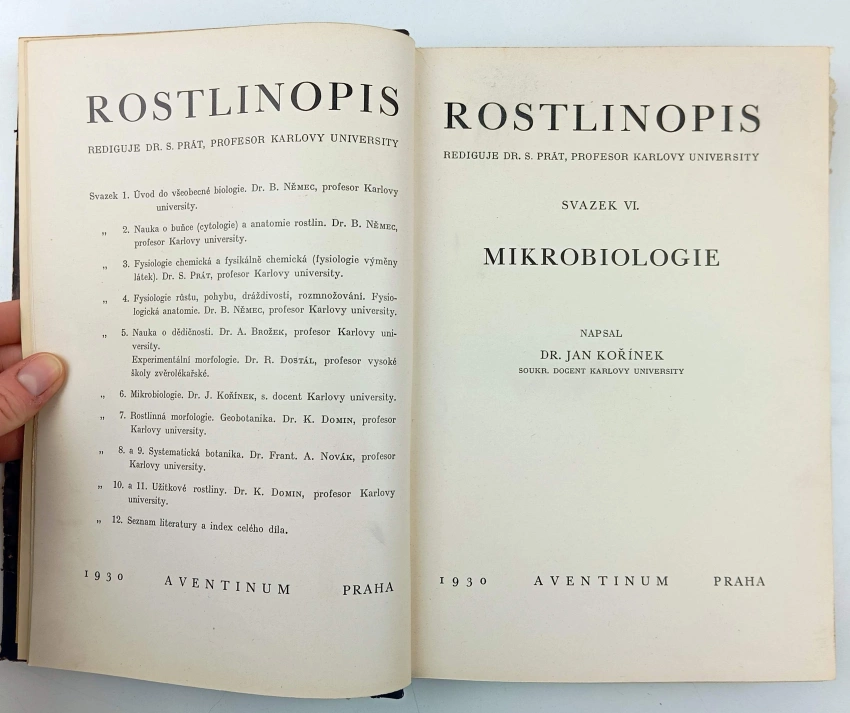 ROSTLINOPIS
REDIGUJE DR. S. PRÁT, PROFESOR KARLOVY UNIVERSITY
Svazek 1. Úvod do všeobecné biologie. Dr. B. NĚMEC, profesor Karlovy
university.
„ 2. Nauka o buňce (cytologie) a anatomie rostlin. Dr. B. NĚMEC,
profesor Karlovy university.
„ 3. Fysiologie chemická a fysikálně chemická (fysiologie výměny
látek). Dr. S. PRÁT, profesor Karlovy university.
„ 4. Fysiologie růstu, pohybu, dráždivosti, rozmnožování. Fysio-
logická anatomie. Dr. B. NĚMEC, profesor Karlovy university.
„ 5. Nauka o dědičnosti. Dr. A. BROŽEK, profesor Karlovy uni-
versity.
Experimentální morfologie. Dr. R. DOSTÁL, profesor vysoké
školy zvěrolékařské.
„ 6. Mikrobiologie. Dr. J. KOŘÍNEK, s. docent Karlovy university.
„ 7. Rostlinná morfologie. Geobotanika. Dr. K. DOMIN, profesor
Karlovy university.
„ 8. a 9. Systematická botanika. Dr. Frant. A. NOVÁK, profesor
Karlovy university.
„ 10. a 11. Užitkové rostliny. Dr. K. DOMIN, profesor Karlovy
university.
„ 12. Seznam literatury a index celého díla.
1930 AVENTINUM PRAHA
ROSTLINOPIS
REDIGUJE DR. S. PRÁT, PROFESOR KARLOVY UNIVERSITY
SVAZEK VI.
MIKROBIOLOGIE
NAPSAL
DR. JAN KOŘÍNEK
SOUKR. DOCENT KARLOVY UNIVERSITY
1930 AVENTINUM PRAHA